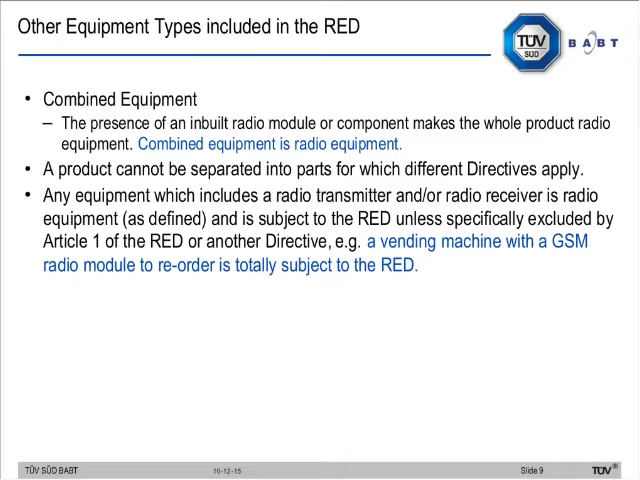 Other Equipment Types included in the RED
TÜV
SÜD
BABT
• Combined Equipment
– The presence of an inbuilt radio module or component makes the whole product radio
equipment. Combined equipment is radio equipment.
• A product cannot be separated into parts for which different Directives apply.
• Any equipment which includes a radio transmitter and/or radio receiver is radio
equipment (as defined) and is subject to the RED unless specifically excluded by
Article 1 of the RED or another Directive, e.g. a vending machine with a GSM
radio module to re-order is totally subject to the RED.
TÜV SÜD BABT 10-12-15 Slide 9 TÜV®